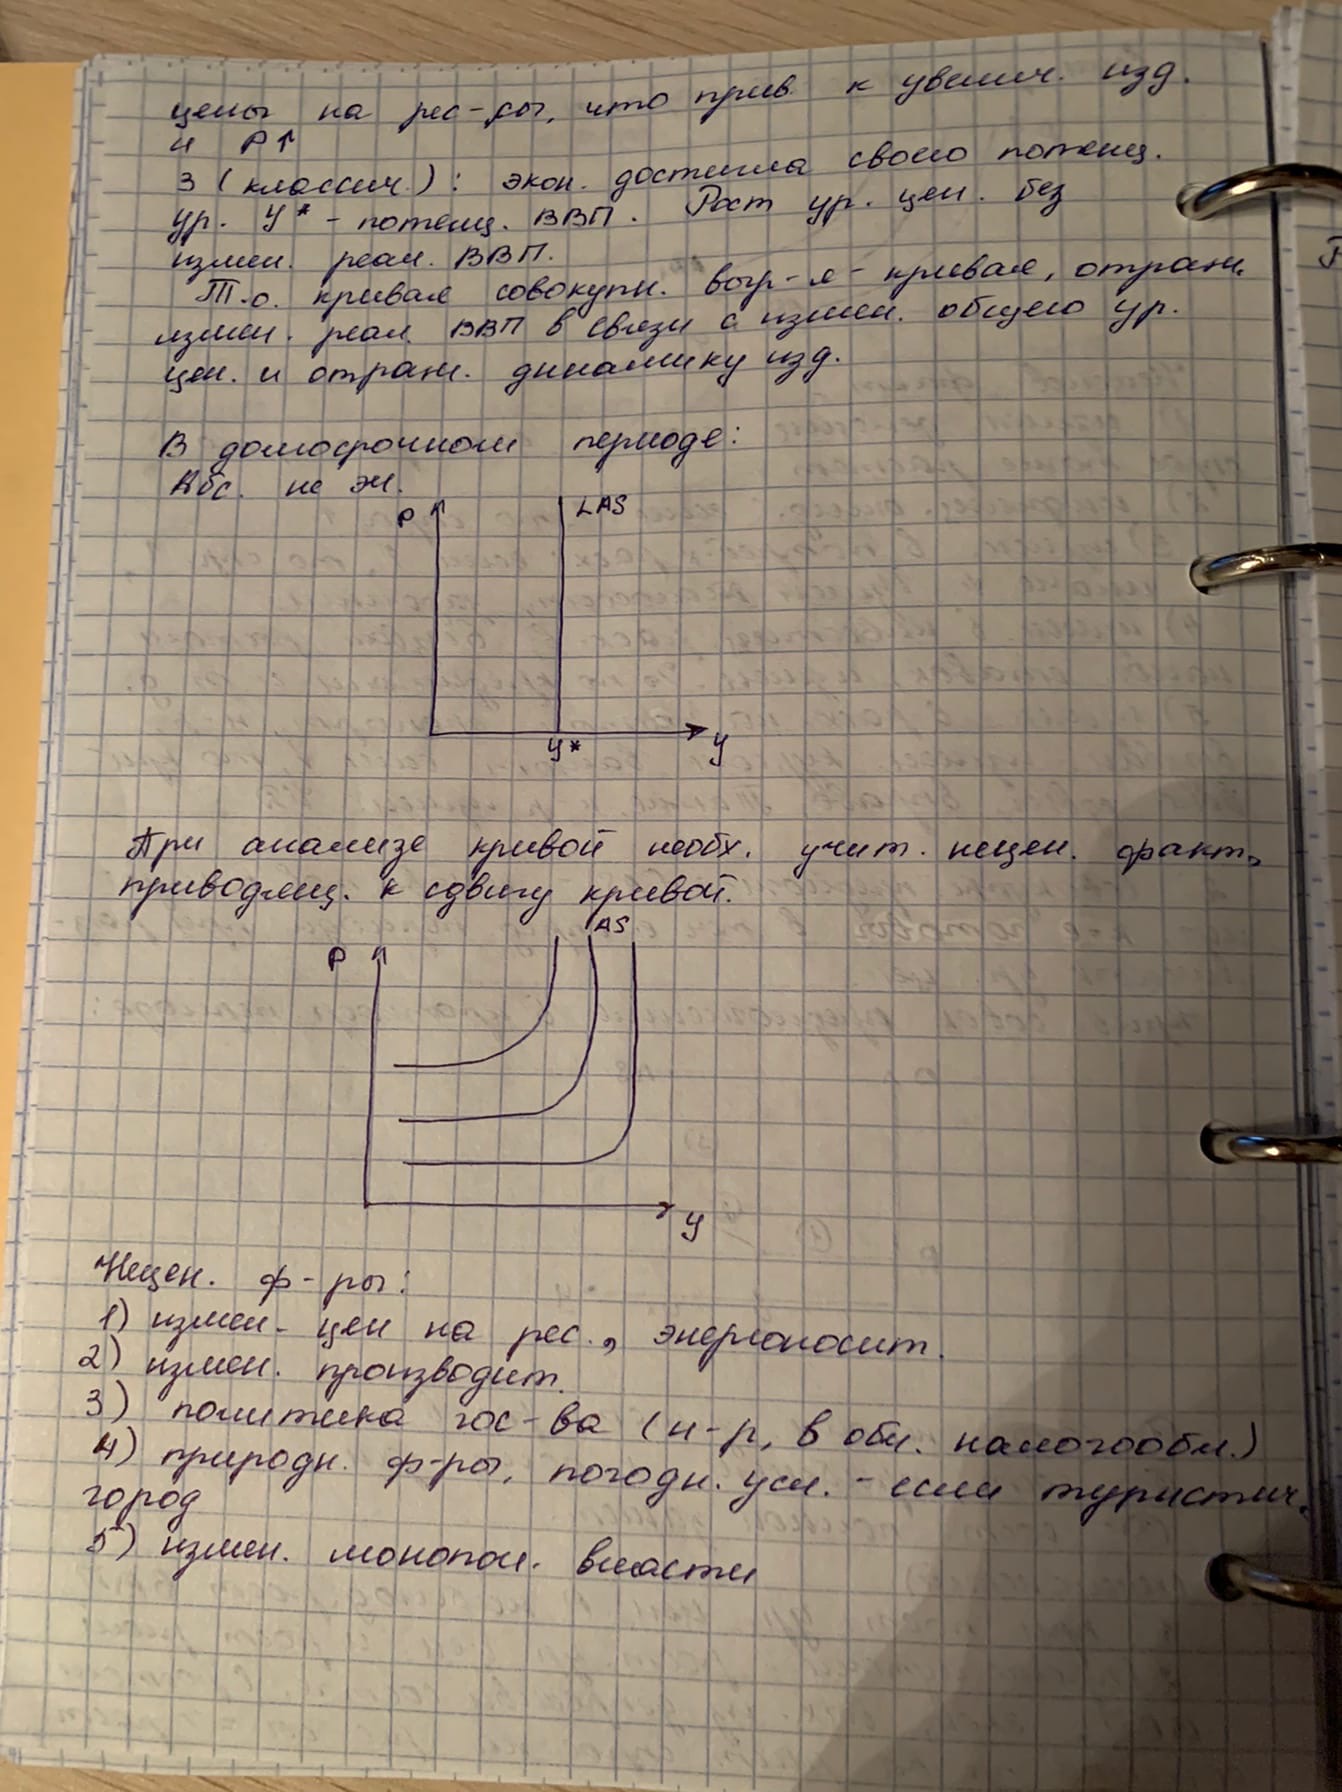 цены на рес-сы, что прив. к увелич. изд.
и P↑
3 (классич.): экон. достигла своего потенц.
ур. Y* - потенц. ВВП. Рост ур. цен. без
измен. реал. ВВП.
Т.о. кривая совокупн. выр-я - кривая, отраж.
измен. реал. ВВП в связи с измен. общего ур.
цен. и отраж. динамику изд.
В долгосрочном периоде:
Абс. не эл.
P LAS
Y* Y
При анализе кривой необх. учит. нецен. факт.,
приводящ. к сдвигу кривой.
AS
P
Y
Нецен. ф-ры:
1) измен. цен на рес., энергоносит.
2) измен. производит.
3) политика гос-ва (н-р, в обл. налогообл.)
4) природн. ф-ры, погодн. усл. - если туристич.
город
5) измен. монопол. власти